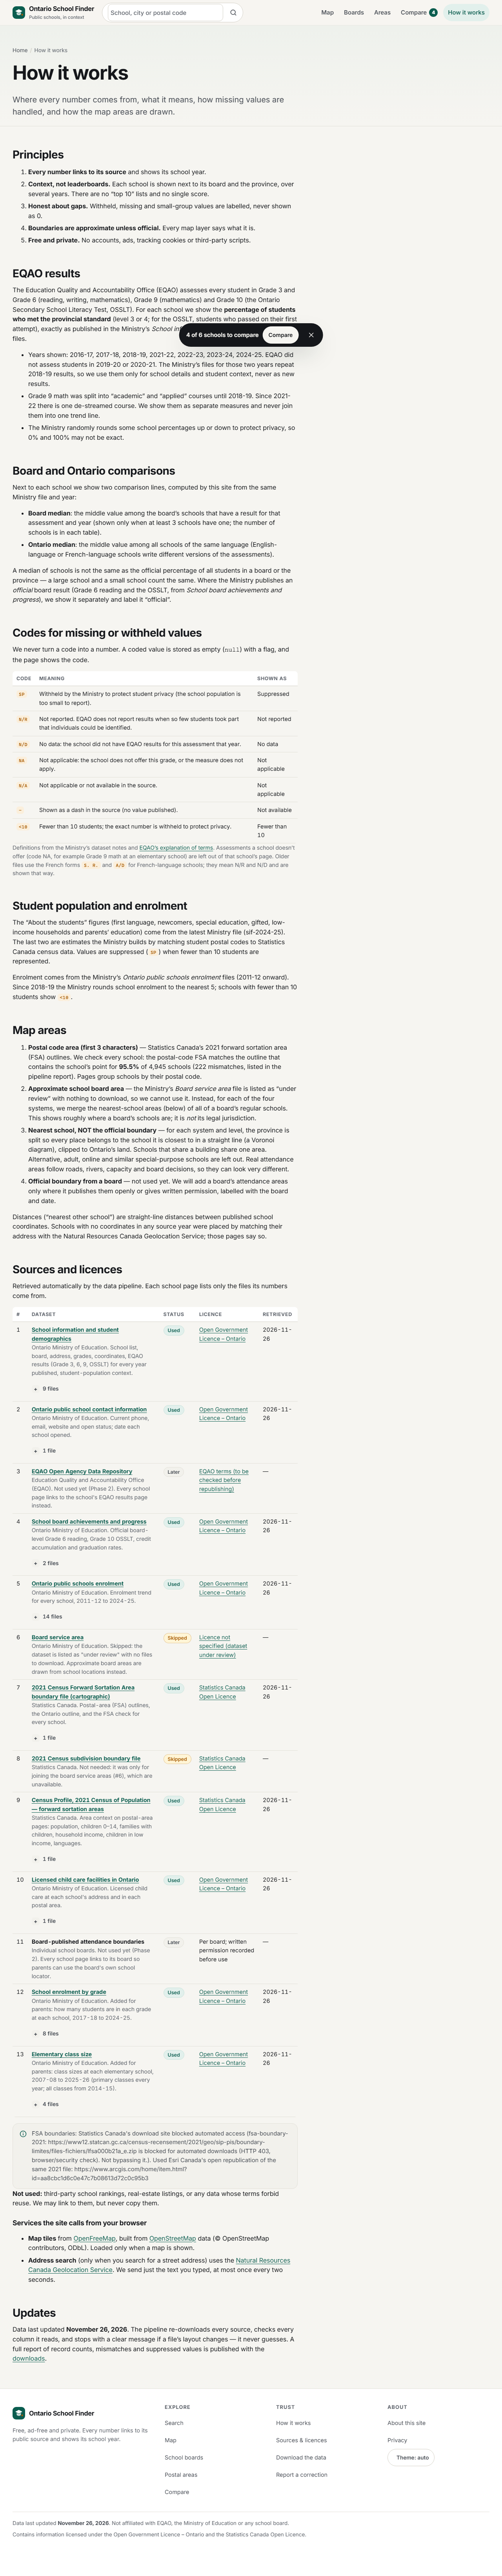 Ontario School Finder
Public schools, in context
School, city or postal code
Map
Boards
Areas
Compare 4
How it works
Home / How it works
How it works
Where every number comes from, what it means, how missing values are
handled, and how the map areas are drawn.
Principles
1. Every number links to its source and shows its school year.
2. Context, not leaderboards. Each school is shown next to its board and the province, over
several years. There are no “top 10” lists and no single score.
3. Honest about gaps. Withheld, missing and small-group values are labelled, never shown
as 0.
4. Boundaries are approximate unless official. Every map layer says what it is.
5. Free and private. No accounts, ads, tracking cookies or third-party scripts.
EQAO results
The Education Quality and Accountability Office (EQAO) assesses every student in Grade 3 and
Grade 6 (reading, writing, mathematics), Grade 9 (mathematics) and Grade 10 (the Ontario
Secondary School Literacy Test, OSSLT). For each school we show the percentage of students
who met the provincial standard (level 3 or 4; for the OSSLT, students who passed on their first
attempt), exactly as published in the Ministry’s School in
files.
4 of 6 schools to compare
Compare
• Years shown: 2016-17, 2017-18, 2018-19, 2021-22, 2022-23, 2023-24, 2024-25. EQAO did
not assess students in 2019-20 or 2020-21. The Ministry’s files for those two years repeat
2018-19 results, so we use them only for school details and student context, never as new
results.
• Grade 9 math was split into “academic” and “applied” courses until 2018-19. Since 2021-
22 there is one de-streamed course. We show them as separate measures and never join
them into one trend line.
• The Ministry randomly rounds some school percentages up or down to protect privacy, so
0% and 100% may not be exact.
Board and Ontario comparisons
Next to each school we show two comparison lines, computed by this site from the same
Ministry file and year:
• Board median: the middle value among the board’s schools that have a result for that
assessment and year (shown only when at least 3 schools have one; the number of
schools is in each table).
• Ontario median: the middle value among all schools of the same language (English-
language or French-language schools write different versions of the assessments).
A median of schools is not the same as the official percentage of all students in a board or the
province — a large school and a small school count the same. Where the Ministry publishes an
official board result (Grade 6 reading and the OSSLT, from School board achievements and
progress), we show it separately and label it “official”.
Codes for missing or withheld values
We never turn a code into a number. A coded value is stored as empty (null) with a flag, and
the page shows the code.
CODE MEANING SHOWN AS
SP Withheld by the Ministry to protect student privacy (the school population is Suppressed
too small to report).
N/R Not reported. EQAO does not report results when so few students took part Not reported
that individuals could be identified.
N/D No data: the school did not have EQAO results for this assessment that year. No data
NA Not applicable: the school does not offer this grade, or the measure does not Not
apply. applicable
N/A Not applicable or not available in the source. Not
applicable
- Shown as a dash in the source (no value published). Not available
<10 Fewer than 10 students; the exact number is withheld to protect privacy. Fewer than
10
Definitions from the Ministry’s dataset notes and EQAO’s explanation of terms. Assessments a school doesn’t
offer (code NA, for example Grade 9 math at an elementary school) are left out of that school’s page. Older
files use the French forms S. R. and A/D for French-language schools; they mean N/R and N/D and are
shown that way.
Student population and enrolment
The “About the students” figures (first language, newcomers, special education, gifted, low-
income households and parents’ education) come from the latest Ministry file (sif-2024-25).
The last two are estimates the Ministry builds by matching student postal codes to Statistics
Canada census data. Values are suppressed ( SP ) when fewer than 10 students are
represented.
Enrolment comes from the Ministry’s Ontario public schools enrolment files (2011-12 onward).
Since 2018-19 the Ministry rounds school enrolment to the nearest 5; schools with fewer than 10
students show <10 .
Map areas
1. Postal code area (first 3 characters) — Statistics Canada’s 2021 forward sortation area
(FSA) outlines. We check every school: the postal-code FSA matches the outline that
contains the school’s point for 95.5% of 4,945 schools (222 mismatches, listed in the
pipeline report). Pages group schools by their postal code.
2. Approximate school board area — the Ministry’s Board service area file is listed as “under
review” with nothing to download, so we cannot use it. Instead, for each of the four
systems, we merge the nearest-school areas (below) of all of a board’s regular schools.
This shows roughly where a board’s schools are; it is not its legal jurisdiction.
3. Nearest school, NOT the official boundary — for each system and level, the province is
split so every place belongs to the school it is closest to in a straight line (a Voronoi
diagram), clipped to Ontario’s land. Schools that share a building share one area.
Alternative, adult, online and similar special-purpose schools are left out. Real attendance
areas follow roads, rivers, capacity and board decisions, so they can look very different.
4. Official boundary from a board — not used yet. We will add a board’s attendance areas
only where it publishes them openly or gives written permission, labelled with the board
and date.
Distances (“nearest other school”) are straight-line distances between published school
coordinates. Schools with no coordinates in any source year were placed by matching their
address with the Natural Resources Canada Geolocation Service; those pages say so.
Sources and licences
Retrieved automatically by the data pipeline. Each school page lists only the files its numbers
come from.
# DATASET STATUS LICENCE RETRIEVED
1 School information and student Used Open Government 2026-11-
demographics Licence – Ontario 26
Ontario Ministry of Education. School list,
board, address, grades, coordinates, EQAO
results (Grade 3, 6, 9, OSSLT) for every year
published, student-population context.
+ 9 files
2 Ontario public school contact information Used Open Government 2026-11-
Ontario Ministry of Education. Current phone, Licence – Ontario 26
email, website and open status; date each
school opened.
+ 1 file
3 EQAO Open Agency Data Repository Later EQAO terms (to be —
Education Quality and Accountability Office checked before
(EQAO). Not used yet (Phase 2). Every school republishing)
page links to the school’s EQAO results page
instead.
4 School board achievements and progress Used Open Government 2026-11-
Ontario Ministry of Education. Official board- Licence – Ontario 26
level Grade 6 reading, Grade 10 OSSLT, credit
accumulation and graduation rates.
+ 2 files
5 Ontario public schools enrolment Used Open Government 2026-11-
Ontario Ministry of Education. Enrolment trend Licence – Ontario 26
for every school, 2011-12 to 2024-25.
+ 14 files
6 Board service area Skipped Licence not —
Ontario Ministry of Education. Skipped: the specified (dataset
dataset is listed as “under review” with no files under review)
to download. Approximate board areas are
drawn from school locations instead.
7 2021 Census Forward Sortation Area Used Statistics Canada 2026-11-
boundary file (cartographic) Open Licence 26
Statistics Canada. Postal-area (FSA) outlines,
the Ontario outline, and the FSA check for
every school.
+ 1 file
8 2021 Census subdivision boundary file Skipped Statistics Canada —
Statistics Canada. Not needed: it was only for Open Licence
joining the board service areas (#6), which are
unavailable.
9 Census Profile, 2021 Census of Population Used Statistics Canada 2026-11-
— forward sortation areas Open Licence 26
Statistics Canada. Area context on postal-area
pages: population, children 0–14, families with
children, household income, children in low
income, languages.
+ 1 file
10 Licensed child care facilities in Ontario Used Open Government 2026-11-
Ontario Ministry of Education. Licensed child Licence – Ontario 26
care at each school’s address and in each
postal area.
+ 1 file
11 Board-published attendance boundaries Later Per board; written —
Individual school boards. Not used yet (Phase permission recorded
2). Every school page links to its board so before use
parents can use the board’s own school
locator.
12 School enrolment by grade Used Open Government 2026-11-
Ontario Ministry of Education. Added for Licence – Ontario 26
parents: how many students are in each grade
at each school, 2017-18 to 2024-25.
+ 8 files
13 Elementary class size Used Open Government 2026-11-
Ontario Ministry of Education. Added for Licence – Ontario 26
parents: class sizes at each elementary school,
2007-08 to 2025-26 (primary classes every
year; all classes from 2014-15).
+ 4 files
FSA boundaries: Statistics Canada’s download site blocked automated access (fsa-boundary-
2021: https://www12.statcan.gc.ca/census-recensement/2021/geo/sip-pis/boundary-
limites/files-fichiers/lfsa000b21a_e.zip is blocked for automated downloads (HTTP 403,
browser/security check). Not bypassing it.). Used Esri Canada’s open republication of the
same 2021 file: https://www.arcgis.com/home/item.html?
id=aa8cbc1d6c0e47c7b08613d72c0c95b3
Not used: third-party school rankings, real-estate listings, or any data whose terms forbid
reuse. We may link to them, but never copy them.
Services the site calls from your browser
• Map tiles from OpenFreeMap, built from OpenStreetMap data (© OpenStreetMap
contributors, ODbL). Loaded only when a map is shown.
• Address search (only when you search for a street address) uses the Natural Resources
Canada Geolocation Service. We send just the text you typed, at most once every two
seconds.
Updates
Data last updated November 26, 2026. The pipeline re-downloads every source, checks every
column it reads, and stops with a clear message if a file’s layout changes — it never guesses. A
full report of record counts, mismatches and suppressed values is published with the
downloads.
Ontario School Finder
Free, ad-free and private. Every number links to its
public source and shows its school year.
EXPLORE
Search
Map
School boards
Postal areas
Compare
TRUST
How it works
Sources & licences
Download the data
Report a correction
ABOUT
About this site
Privacy
Theme: auto
Data last updated November 26, 2026. Not affiliated with EQAO, the Ministry of Education or any school board.
Contains information licensed under the Open Government Licence – Ontario and the Statistics Canada Open Licence.